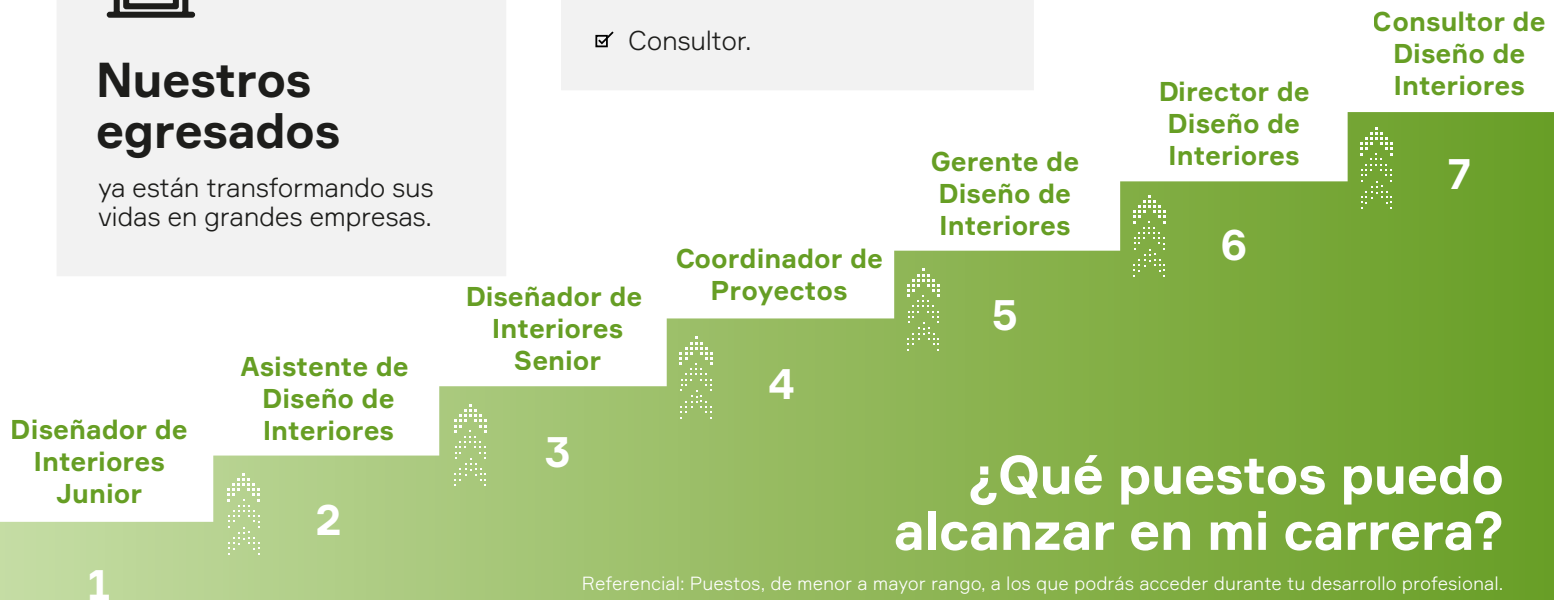 Nuestros
egresados
ya están transformando sus
vidas en grandes empresas.
Consultor.
Diseñador de
Interiores
Junior
1
Asistente de
Diseño de
Interiores
2
Diseñador de
Interiores
Senior
3
Coordinador de
Proyectos
4
Gerente de
Diseño de
Interiores
5
Director de
Diseño de
Interiores
6
Consultor de
Diseño de
Interiores
7
¿Qué puestos puedo
alcanzar en mi carrera?
Referencial: Puestos, de menor a mayor rango, a los que podrás acceder durante tu desarrollo profesional.